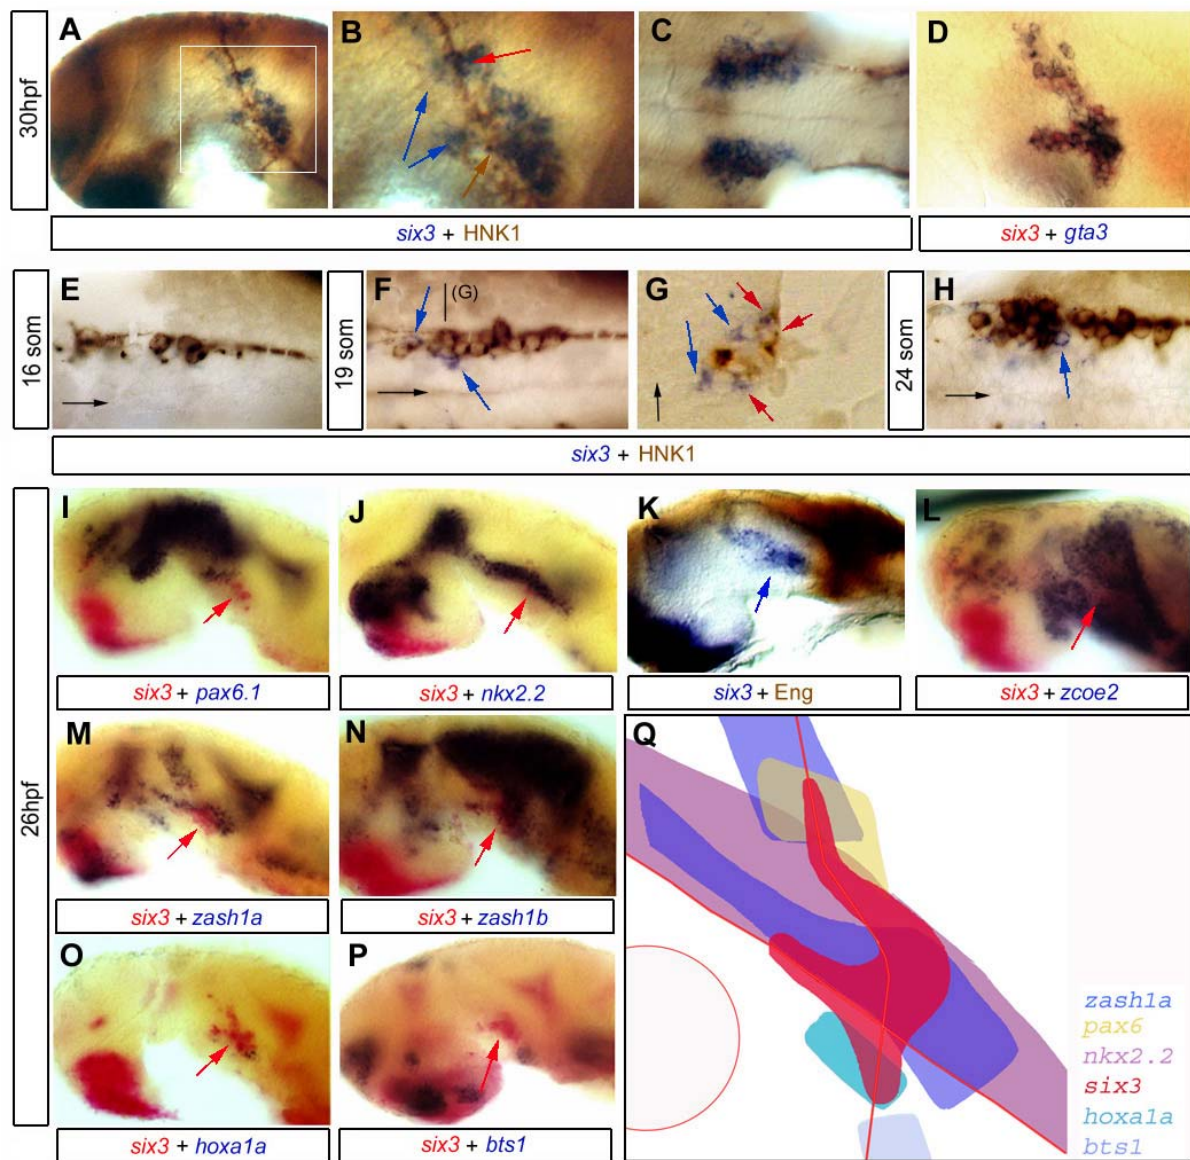 30hpf
A
B
C
D
six3 + HNK1
six3 + gta3
16 som
E
19 som
F
(G)
G
24 som
H
six3 + HNK1
26hpf
I
J
K
L
six3 + pax6.1
six3 + nkx2.2
six3 + Eng
six3 + zcoe2
M
N
Q
six3 + zash1a
six3 + zash1b
O
P
six3 + hoxa1a
six3 + bts1
zash1a
pax6
nkx2.2
six3
hoxa1a
bts1